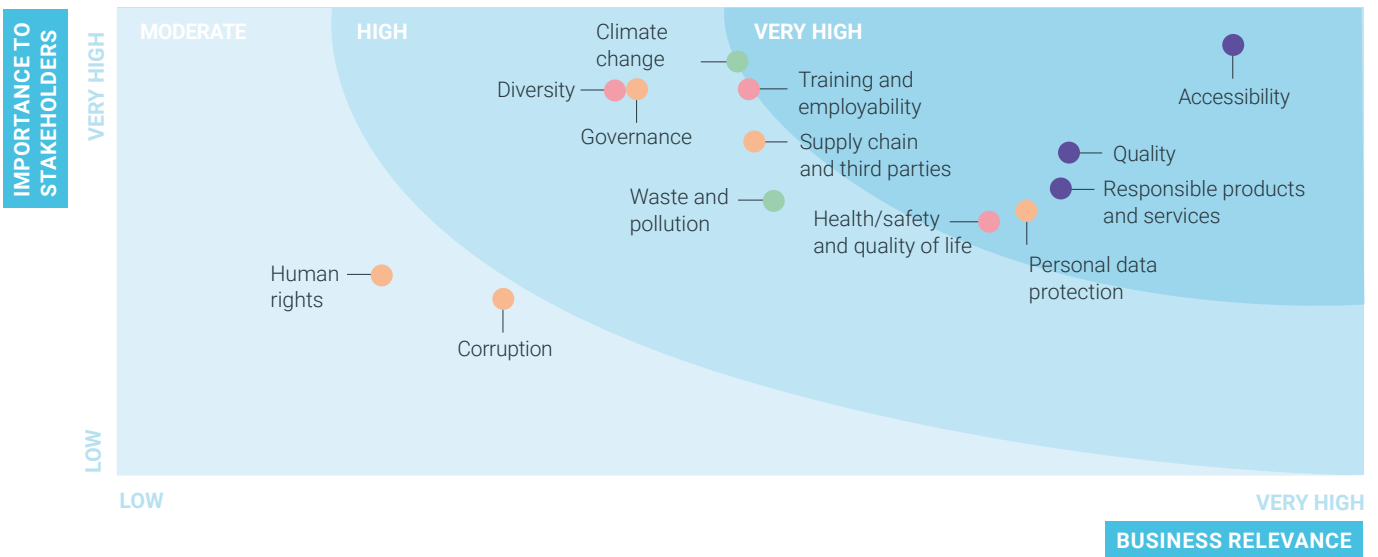 IMPORTANCE TO
STAKEHOLDERS
VERY HIGH
LOW
MODERATE
HIGH
VERY HIGH
Climate
change
Diversity
Governance
Training and
employability
Supply chain
and third parties
Waste and
pollution
Health/safety
and quality of life
Accessibility
Quality
Responsible products
and services
Personal data
protection
Human
rights
Corruption
LOW
VERY HIGH
BUSINESS RELEVANCE